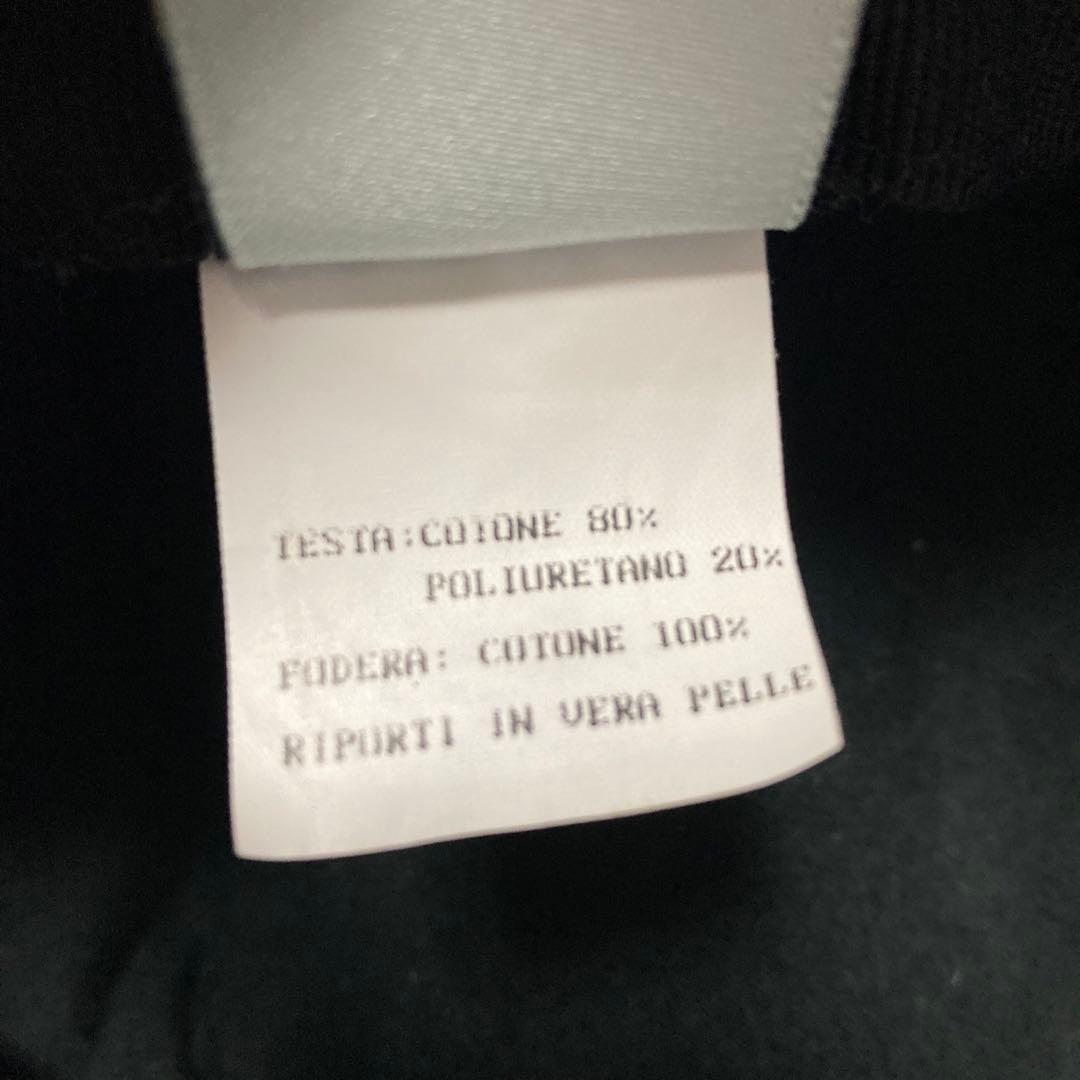 TESTA:COTONE 80%
POLIURETANO 20%
FODERA: COTONE 100%
RIPORTI IN VERA PELLE